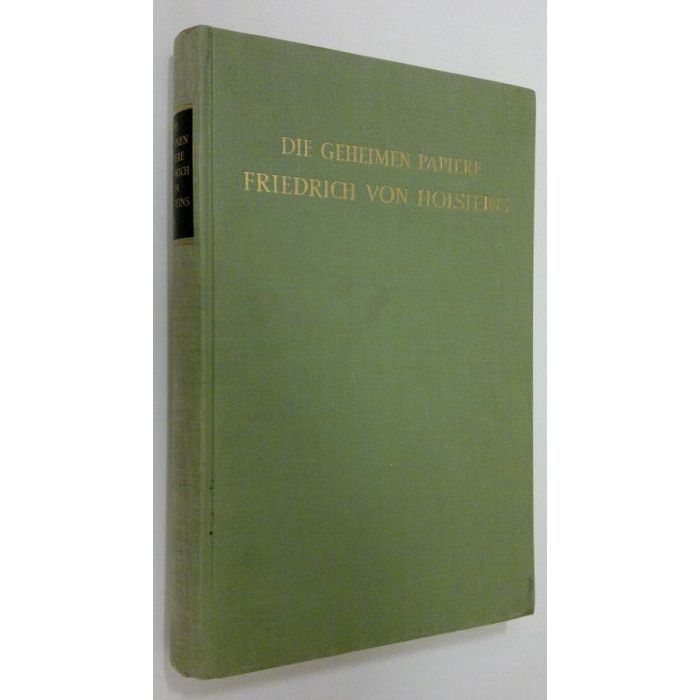 DIE GEHEIMEN PAPIERE
FRIEDRICH VON HOLSTEINS